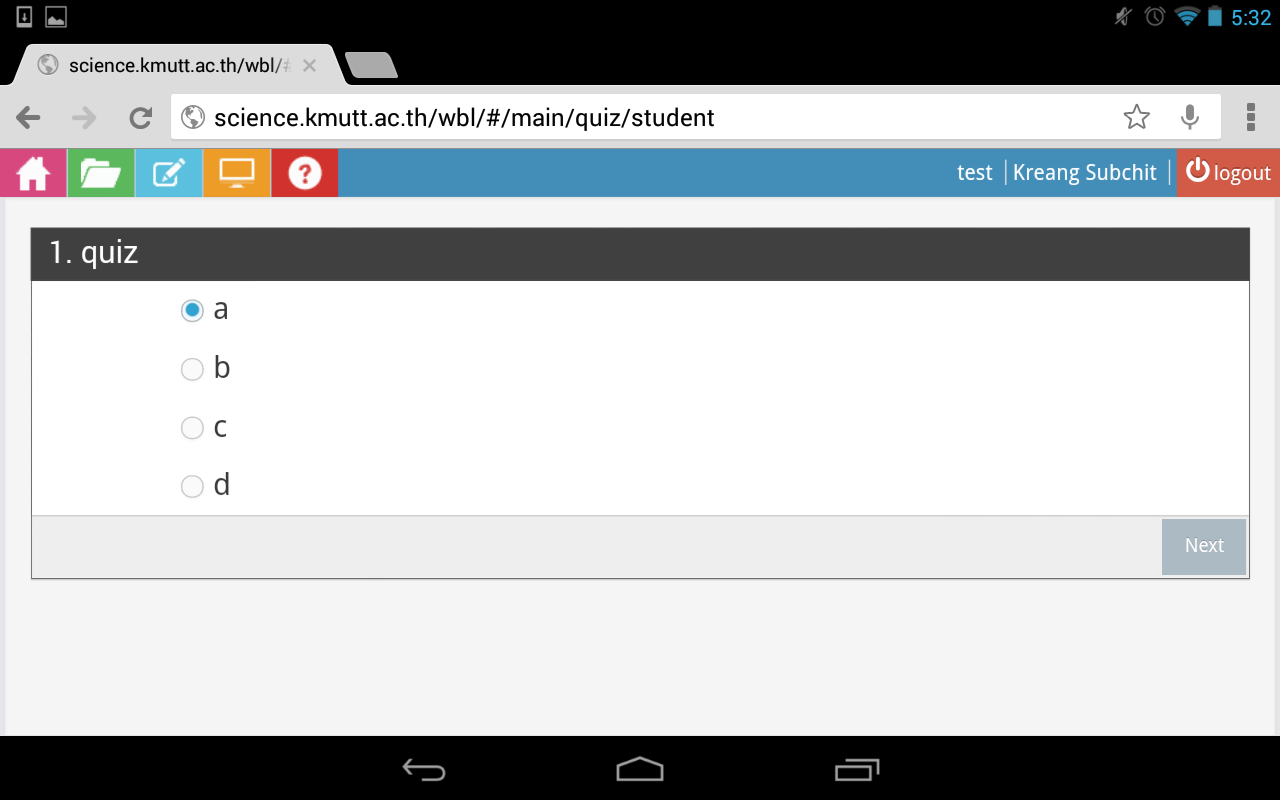 5:32
science.kmutt.ac.th/wbl/#
science.kmutt.ac.th/wbl/#/main/quiz/student
? test Kreang Subchit logout
1. quiz
a
b
c
d
Next